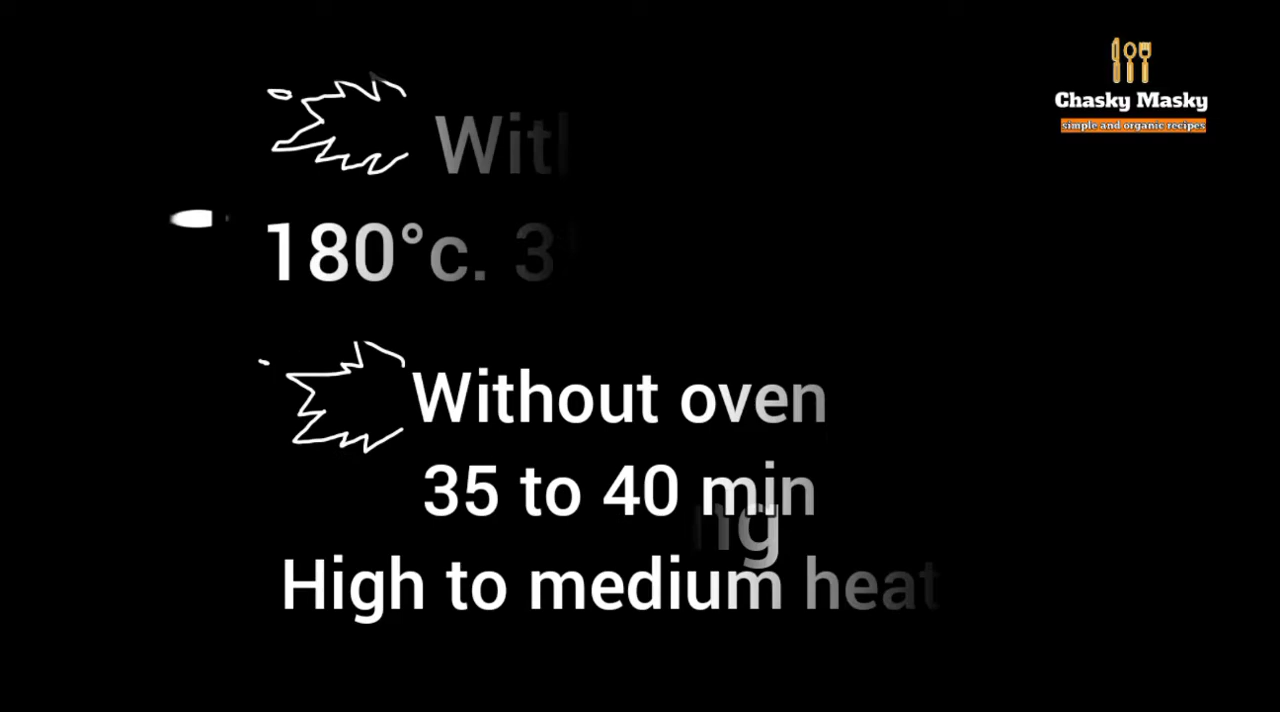 Chasky Masky
simple and organic recipes
180°c.
Without oven
35 to 40 min
High to medium heat